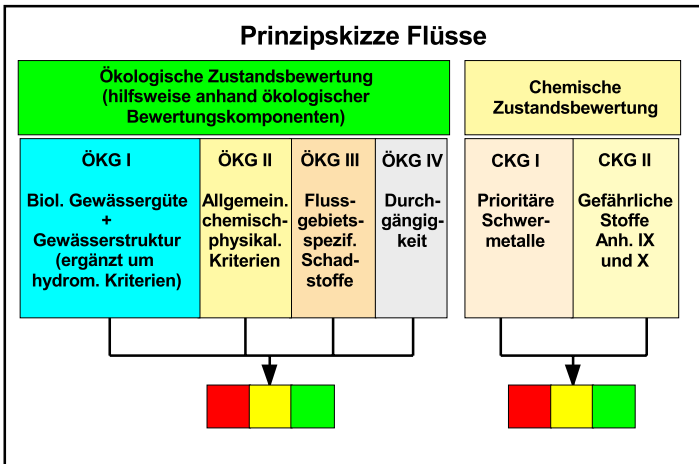 Prinzipskizze Flüsse
Ökologische Zustandsbewertung
(hilfsweise anhand ökologischer
Bewertungskomponenten)
Chemische
Zustandsbewertung
ÖKG I
Biol. Gewässergüte
+
Gewässerstruktur
(ergänzt um
hydrom. Kriterien)
ÖKG II
Allgemein.
chemisch-
physikal.
Kriterien
ÖKG III
Fluss-
gebiets-
spezif.
Schad-
stoffe
ÖKG IV
Durch-
gängig-
keit
CKG I
Prioritäre
Schwer-
metalle
CKG II
Gefährliche
Stoffe
Anh. IX
und X